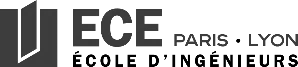 ECE PARIS • LYON
ÉCOLE D'INGÉNIEURS